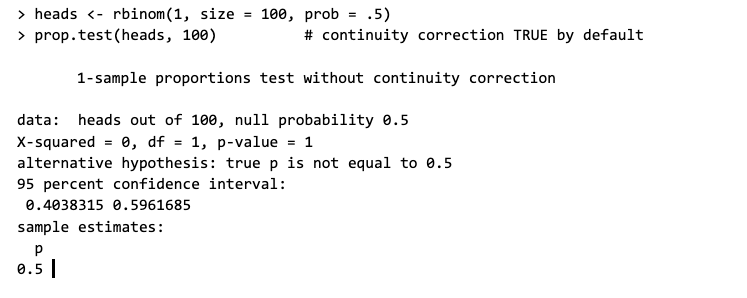 > heads <- rbinom(1, size = 100, prob = .5)
> prop.test(heads, 100)          # continuity correction TRUE by default
1-sample proportions test without continuity correction
data:  heads out of 100, null probability 0.5
X-squared = 0, df = 1, p-value = 1
alternative hypothesis: true p is not equal to 0.5
95 percent confidence interval:
 0.4038315 0.5961685
sample estimates:
  p
0.5